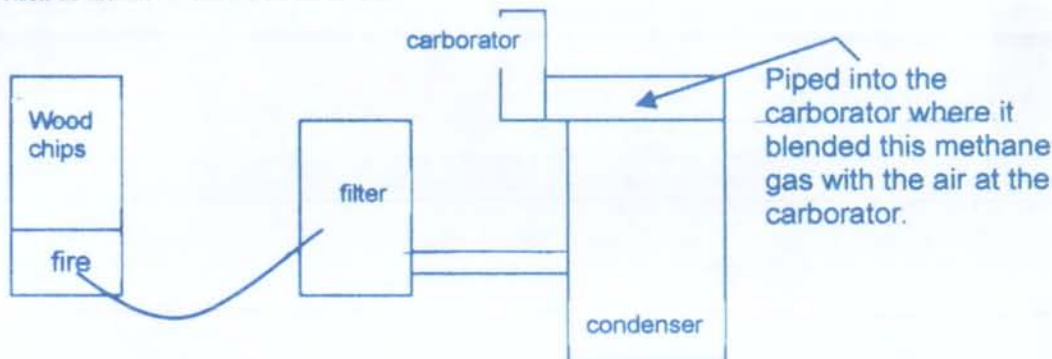 carborator
Wood
chips
fire
filter
condenser
Piped into the
carborator where it
blended this methane
gas with the air at the
carborator.